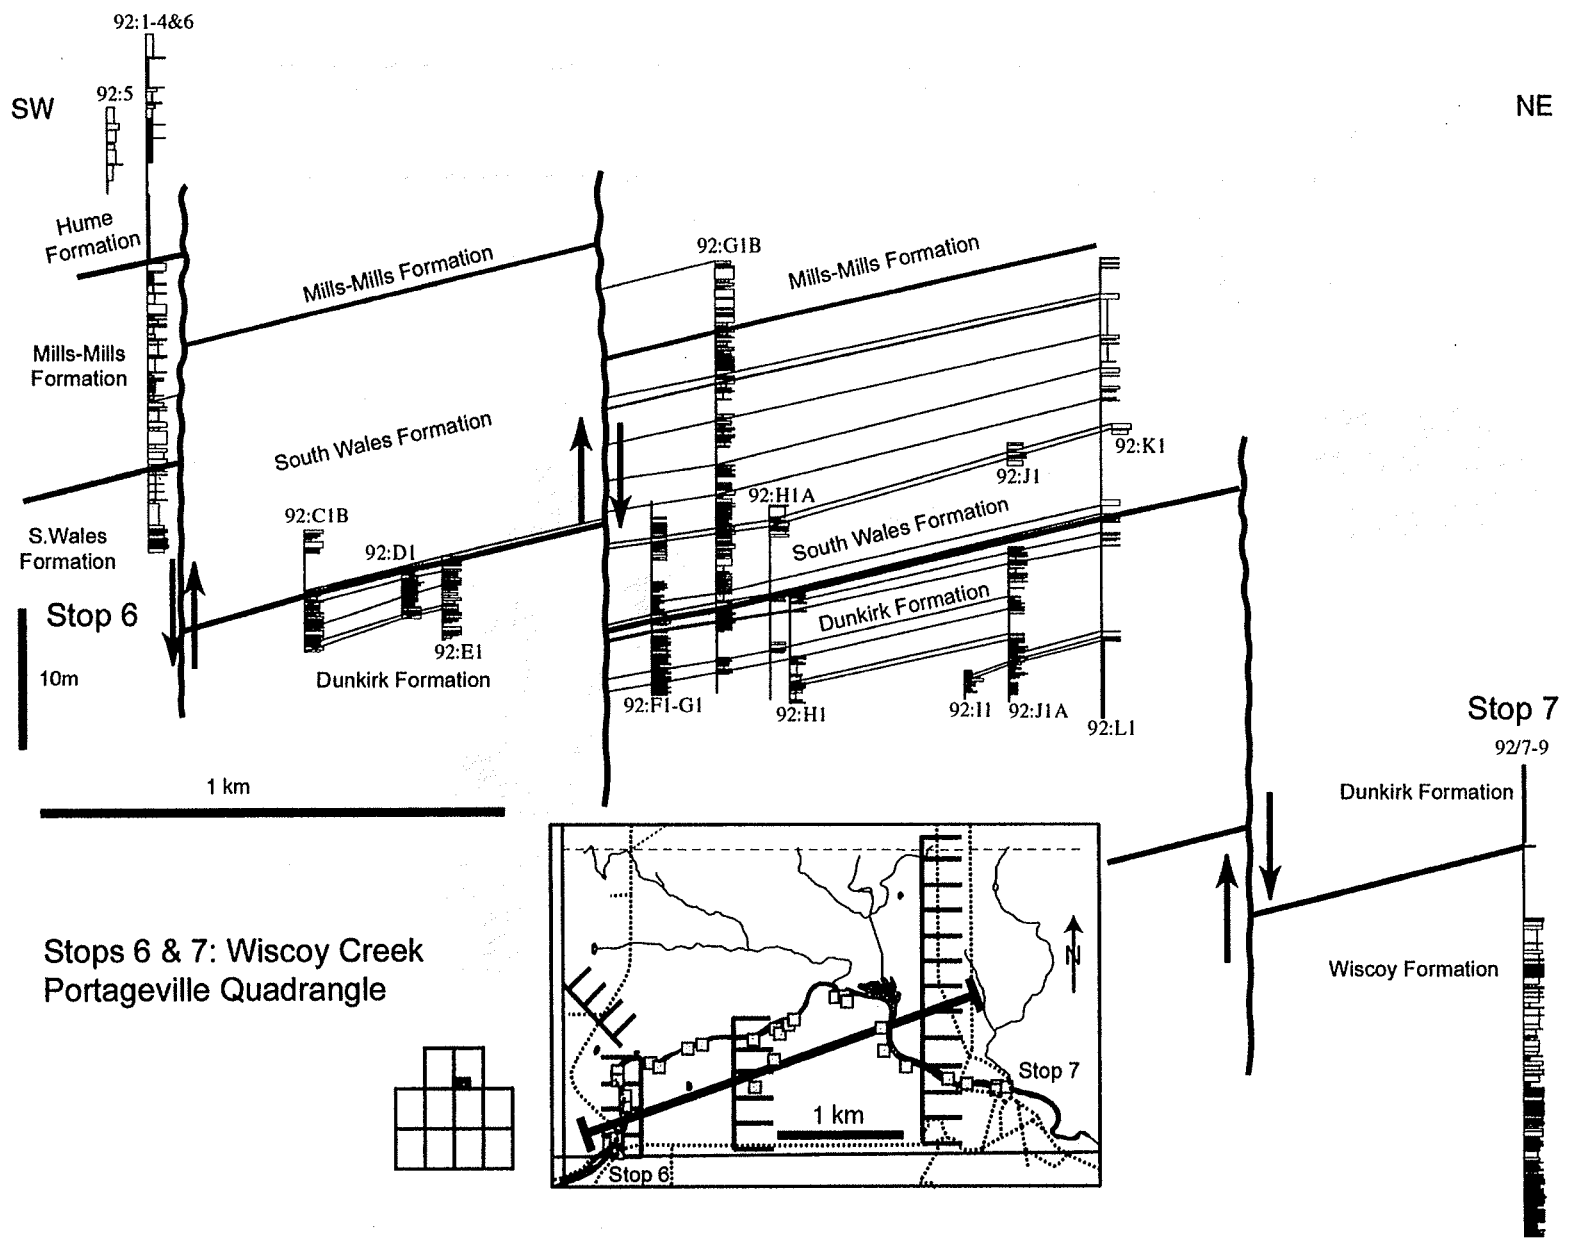 92:1-4&6
92:5
SW
NE
Hume
Formation
Mills-Mills Formation
92:G1B
Mills-Mills Formation
Mills-Mills
Formation
South Wales Formation
92:K1
92:J1
92:H1A
92:C1B
South Wales Formation
S.Wales
Formation
92:D1
Stop 6
Dunkirk Formation
92:E1
10m
Dunkirk Formation
92:F1-G1
92:H1
92:I1
92:J1A
92:L1
Stop 7
92/7-9
1 km
Dunkirk Formation
Stops 6 & 7: Wiscoy Creek
Portageville Quadrangle
N
Wiscoy Formation
Stop 7
1 km
Stop 6